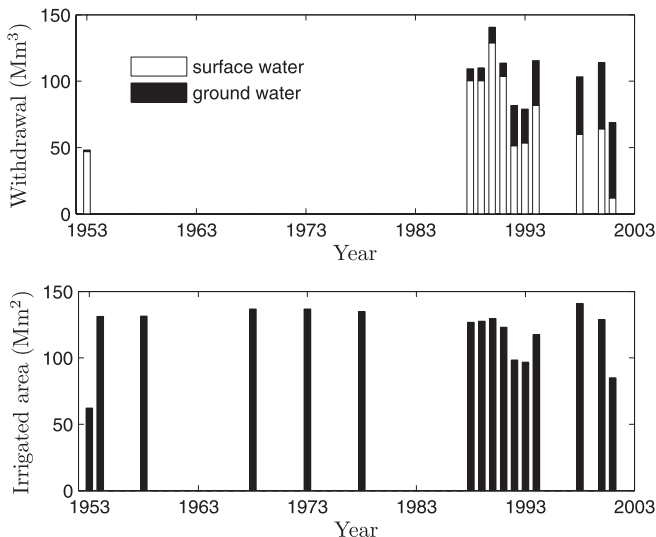 150
100
50
0
Withdrawal (Mm³)
surface water
ground water
1953 1963 1973 1983 1993 2003
Year
150
100
50
0
Irrigated area (Mm²)
1953 1963 1973 1983 1993 2003
Year